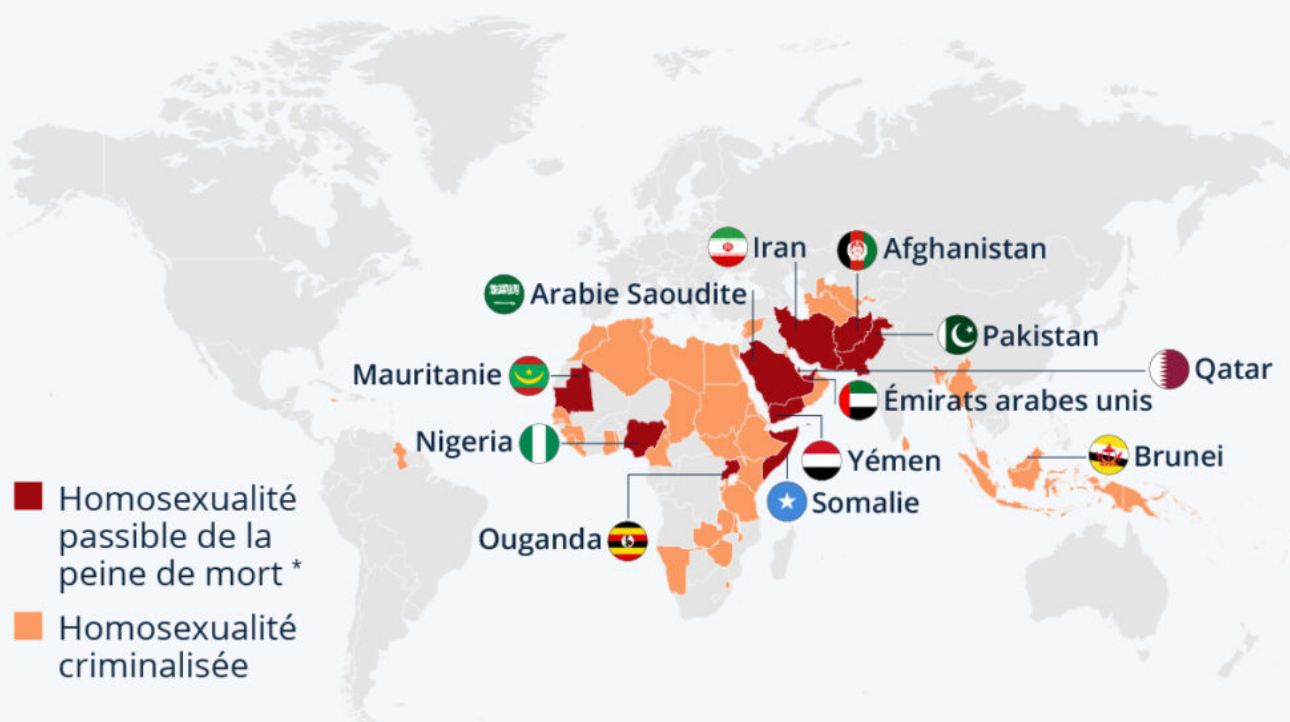 Iran
Afghanistan
Arabie Saoudite
Pakistan
Mauritanie
Qatar
Émirats arabes unis
Nigeria
Yémen
Brunei
Somalie
Ouganda
Homosexualité
passible de la
peine de mort *
Homosexualité
criminalisée